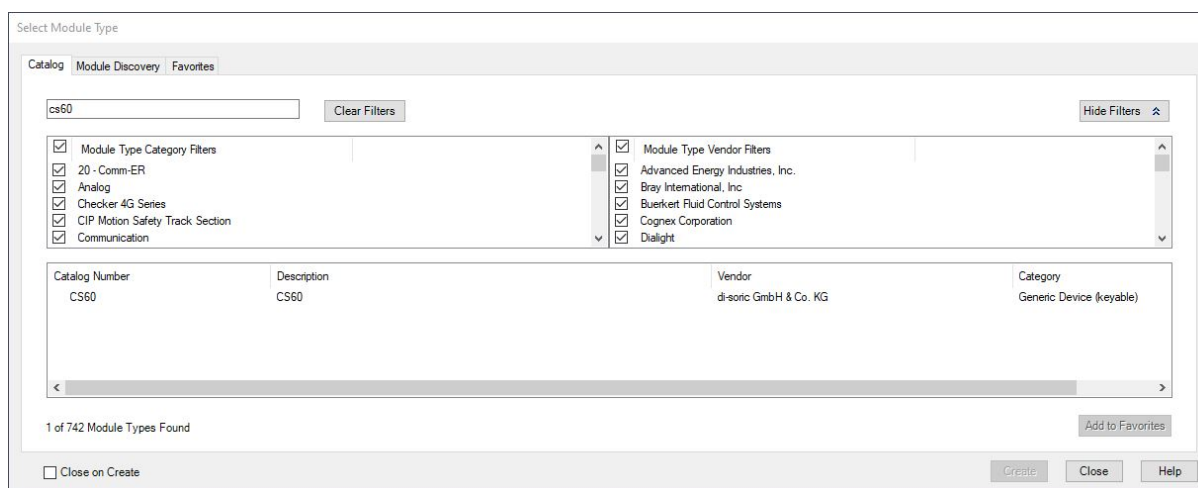 Select Module Type
Catalog Module Discovery Favorites
cs60 Clear Filters Hide Filters
Module Type Category Filters
20 - Comm-ER
Analog
Checker 4G Series
CIP Motion Safety Track Section
Communication
Module Type Vendor Filters
Advanced Energy Industries, Inc.
Bray International, Inc
Buerkert Fluid Control Systems
Cognex Corporation
Dialight
Catalog Number Description Vendor Category
CS60 CS60 di-soric GmbH & Co. KG Generic Device (keyable)
1 of 742 Module Types Found Add to Favorites
Close on Create Create Close Help